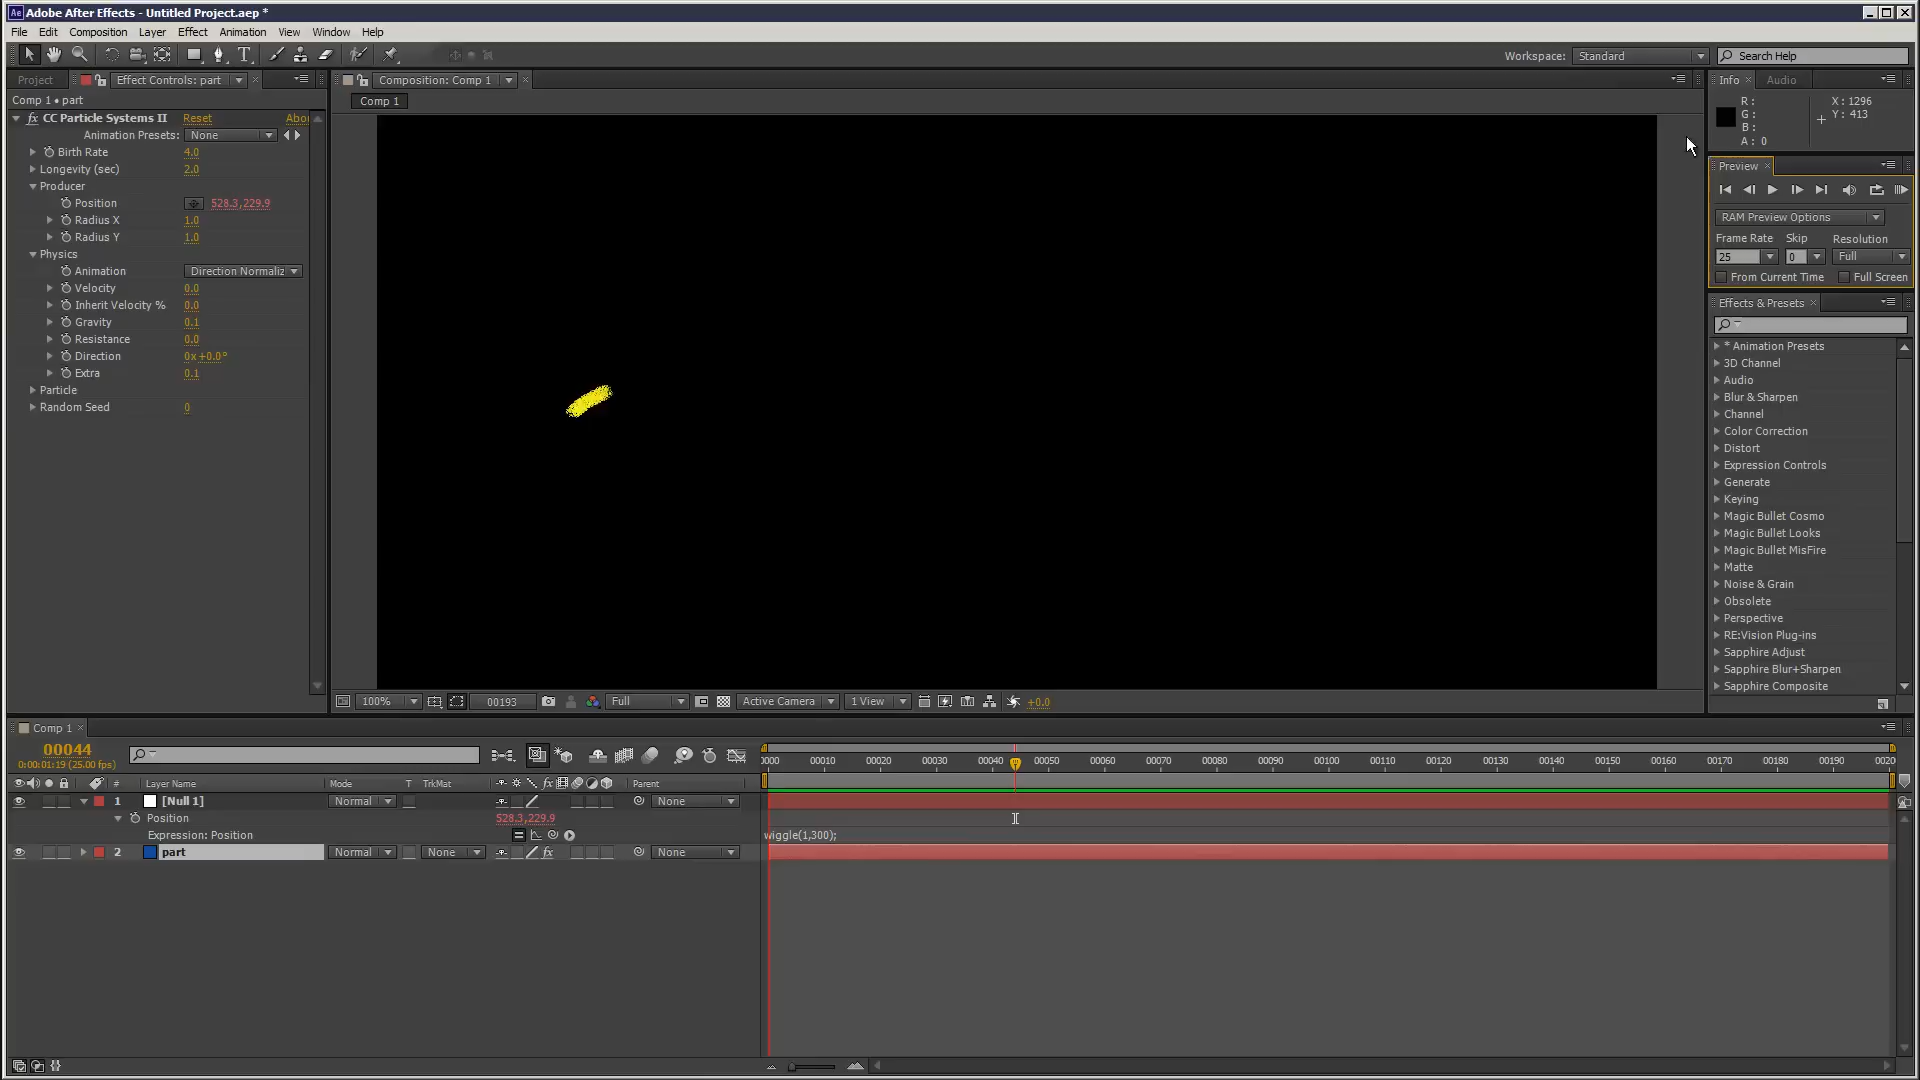 Adobe After Effects - Untitled Project.aep *
File Edit Composition Layer Effect Animation View Window Help
Workspace: Standard
Search Help
Project Effect Controls: part
Comp 1 • part
fx CC Particle Systems II Reset Abou
Animation Presets: None
Birth Rate 4.0
Longevity (sec) 2.0
Producer
Position 528.3,229.9
Radius X 1.0
Radius Y 1.0
Physics
Animation Direction Normaliz
Velocity 0.0
Inherit Velocity % 0.0
Gravity 0.1
Resistance 0.0
Direction 0x +0.0°
Extra 0.1
Particle
Random Seed 0
Composition: Comp 1
Comp 1
100% 00193 Full Active Camera 1 View +0.0
Info Audio
R: X: 1296
G: Y: 413
B:
A: 0
Preview
RAM Preview Options
Frame Rate Skip Resolution
25 0 Full
From Current Time Full Screen
Effects & Presets
* Animation Presets
3D Channel
Audio
Blur & Sharpen
Channel
Color Correction
Distort
Expression Controls
Generate
Keying
Magic Bullet Cosmo
Magic Bullet Looks
Magic Bullet MisFire
Matte
Noise & Grain
Obsolete
Perspective
RE:Vision Plug-ins
Sapphire Adjust
Sapphire Blur+Sharpen
Sapphire Composite
Comp 1
00044
0:00:01:19 (25.00 fps)
0000 00010 00020 00030 00040 00050 00060 00070 00080 00090 00100 00110 00120 00130 00140 00150 00160 00170 00180 00190 0020
# Layer Name Mode T TrkMat fx Parent
1 [Null 1] Normal None
Position 528.3,229.9
Expression: Position wiggle(1,300);
2 part Normal None fx None